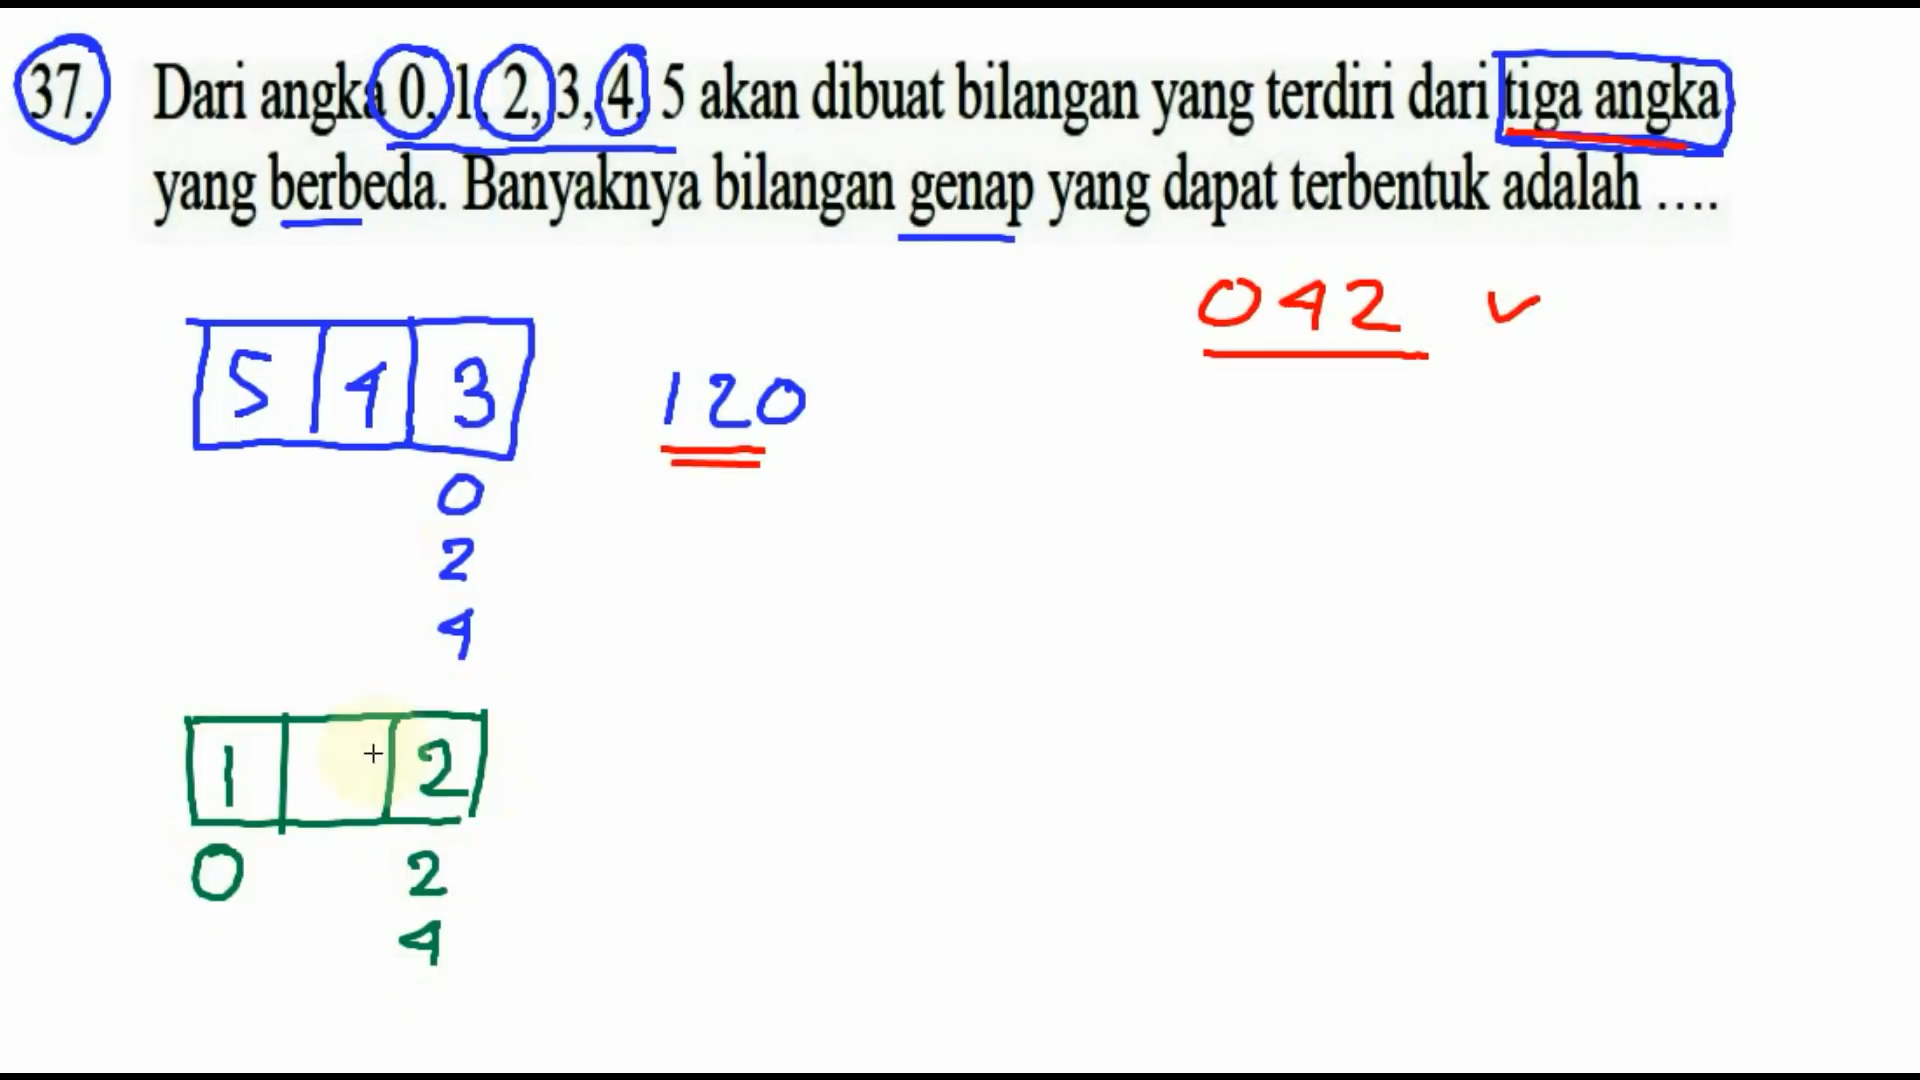 37. Dari angka 0, 1, 2, 3, 4, 5 akan dibuat bilangan yang terdiri dari tiga angka
yang berbeda. Banyaknya bilangan genap yang dapat terbentuk adalah ....
042
5 4 3
120
0
2
4
1 2
0 2
4